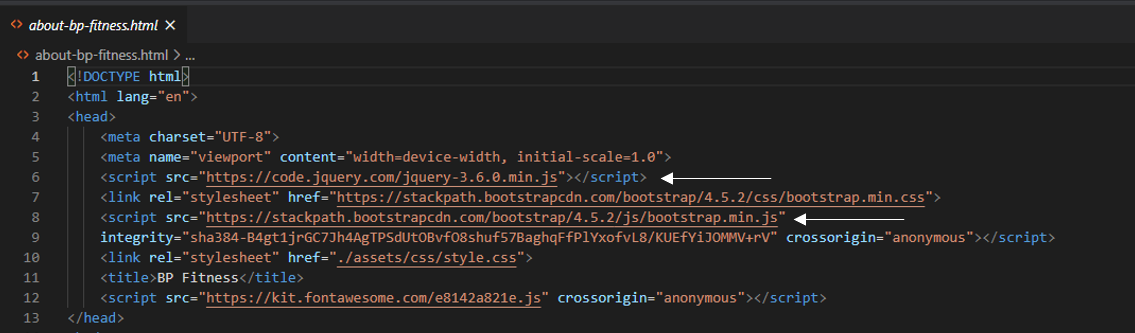 about-bp-fitness.html
about-bp-fitness.html > ...
1 <!DOCTYPE html>
2 <html lang="en">
3 <head>
4 <meta charset="UTF-8">
5 <meta name="viewport" content="width=device-width, initial-scale=1.0">
6 <script src="https://code.jquery.com/jquery-3.6.0.min.js"></script>
7 <link rel="stylesheet" href="https://stackpath.bootstrapcdn.com/bootstrap/4.5.2/css/bootstrap.min.css">
8 <script src="https://stackpath.bootstrapcdn.com/bootstrap/4.5.2/js/bootstrap.min.js"
9 integrity="sha384-B4gt1jrGC7Jh4AgTPSdUtOBvfO8shuf57BaghqFfPlYxofvL8/KUEfYiJOMMV+rV" crossorigin="anonymous"></script>
10 <link rel="stylesheet" href="./assets/css/style.css">
11 <title>BP Fitness</title>
12 <script src="https://kit.fontawesome.com/e8142a821e.js" crossorigin="anonymous"></script>
13 </head>